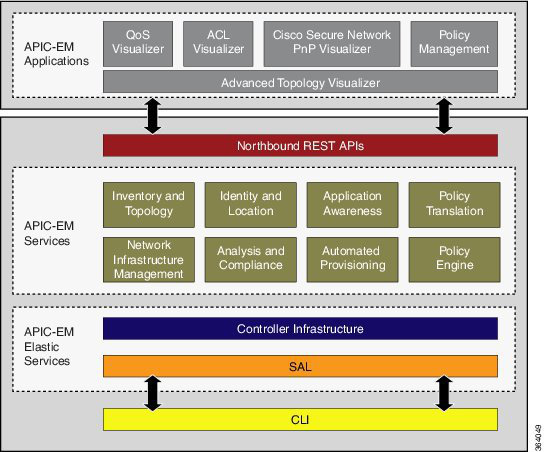 APIC-EM
Applications
QoS
Visualizer
ACL
Visualizer
Cisco Secure Network
PnP Visualizer
Policy
Management
Advanced Topology Visualizer
Northbound REST APIs
APIC-EM
Services
Inventory and
Topology
Identity and
Location
Application
Awareness
Policy
Translation
Network
Infrastructure
Management
Analysis and
Compliance
Automated
Provisioning
Policy
Engine
APIC-EM
Elastic
Services
Controller Infrastructure
SAL
CLI
364049